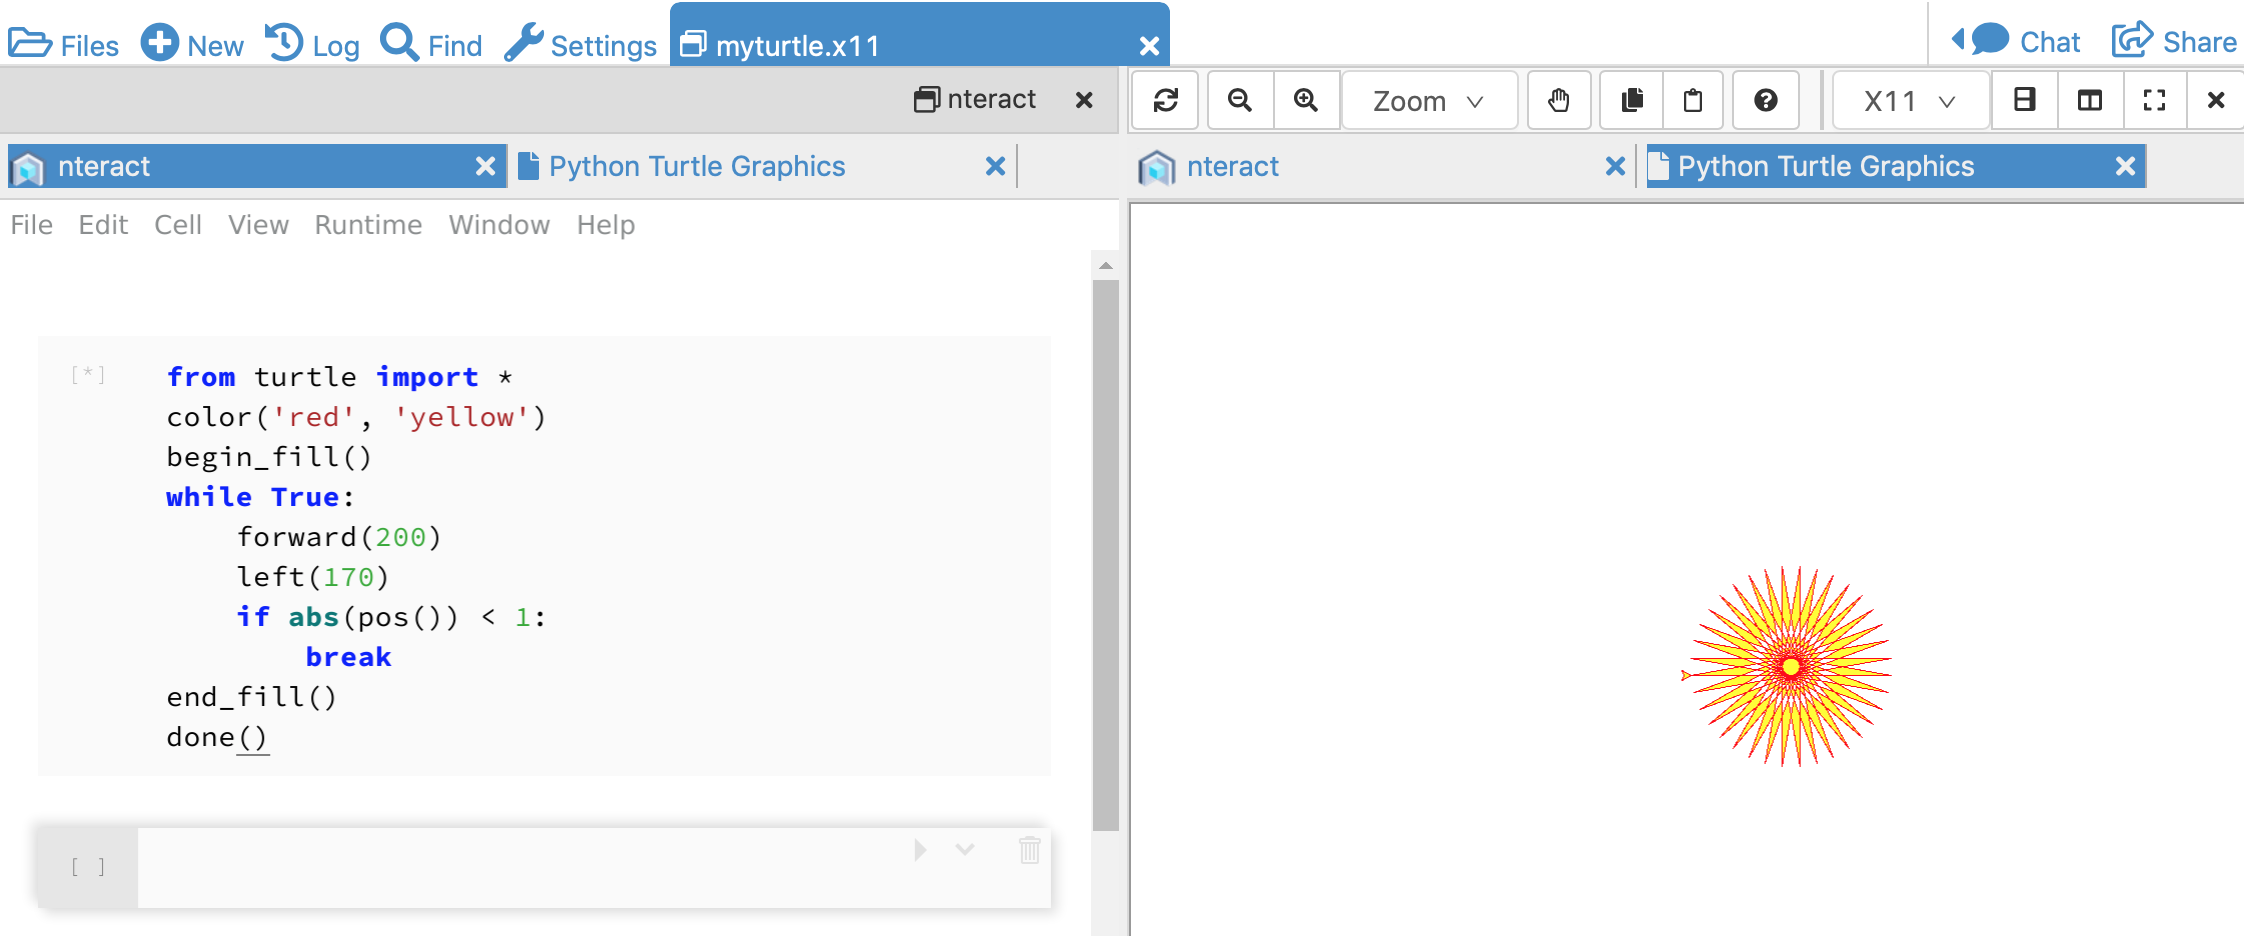 Files New Log Find Settings myturtle.x11 Chat Share
nteract
Zoom X11
nteract Python Turtle Graphics
nteract Python Turtle Graphics
File Edit Cell View Runtime Window Help
[*] from turtle import *
color('red', 'yellow')
begin_fill()
while True:
    forward(200)
    left(170)
    if abs(pos()) < 1:
        break
end_fill()
done()
[ ]